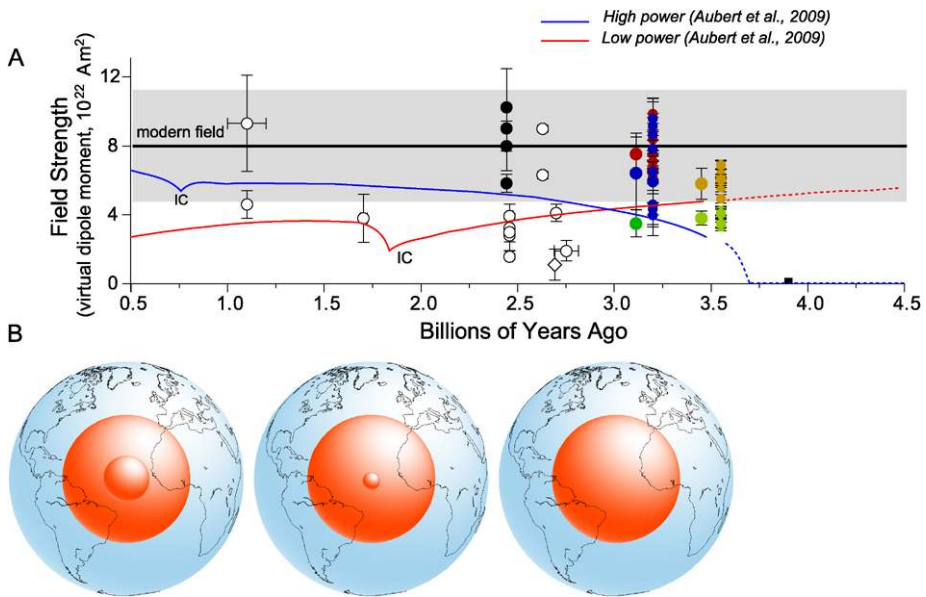 High power (Aubert et al., 2009)
Low power (Aubert et al., 2009)
A
Field Strength
(virtual dipole moment, 10²² Am²)
12
8
4
0
modern field
IC
IC
0.5 1.0 1.5 2.0 2.5 3.0 3.5 4.0 4.5
Billions of Years Ago
B